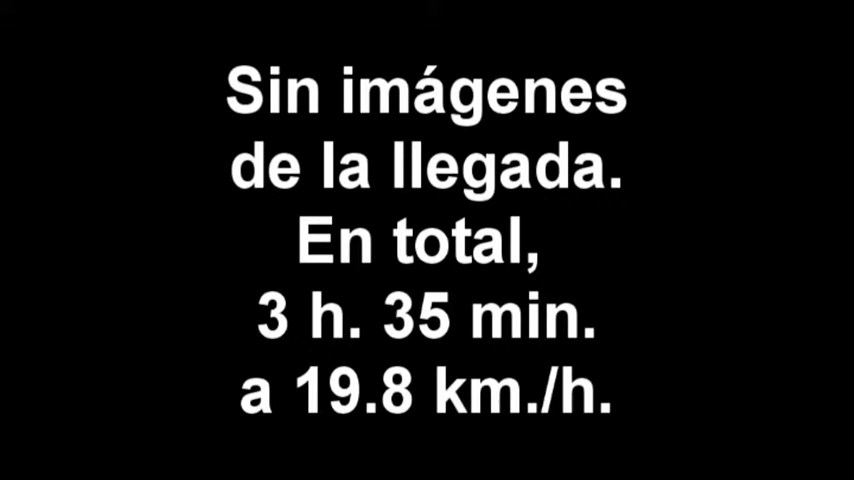 Sin imágenes
de la llegada.
En total,
3 h. 35 min.
a 19.8 km./h.